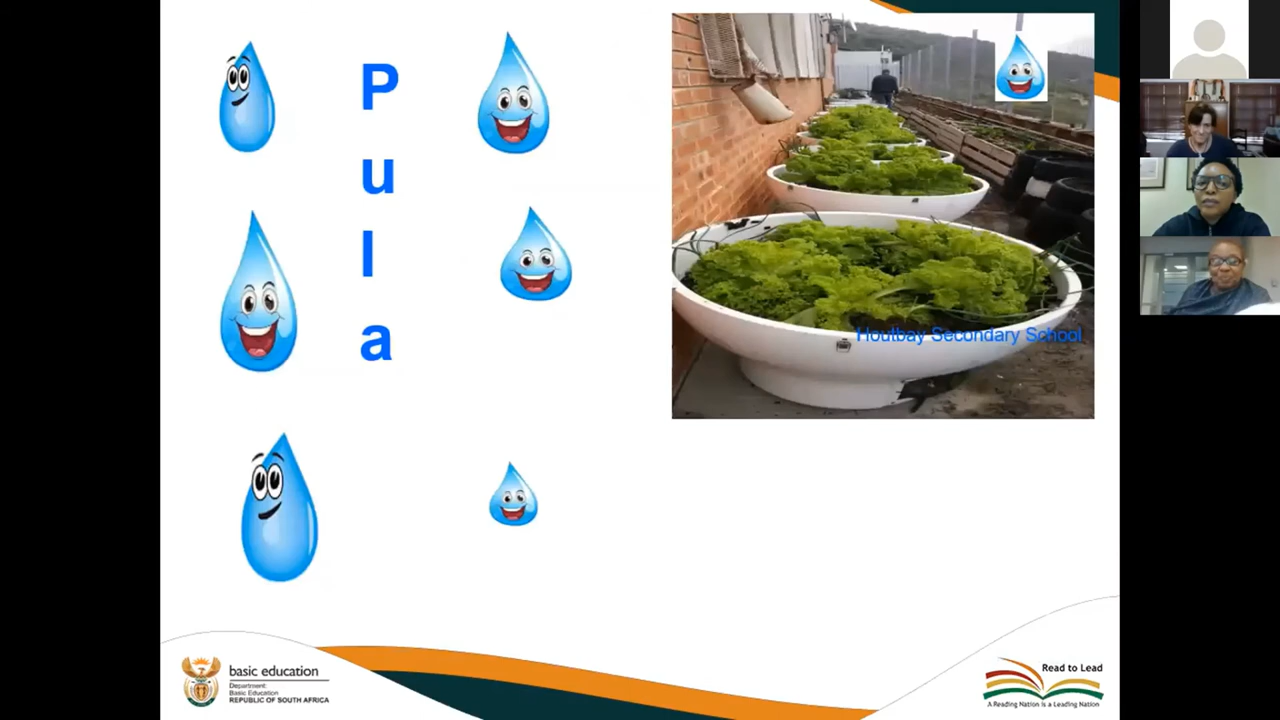 P
u
l
a
Houtbay Secondary School
basic education
Department:
Basic Education
REPUBLIC OF SOUTH AFRICA
Read to Lead
A Reading Nation is a Leading Nation